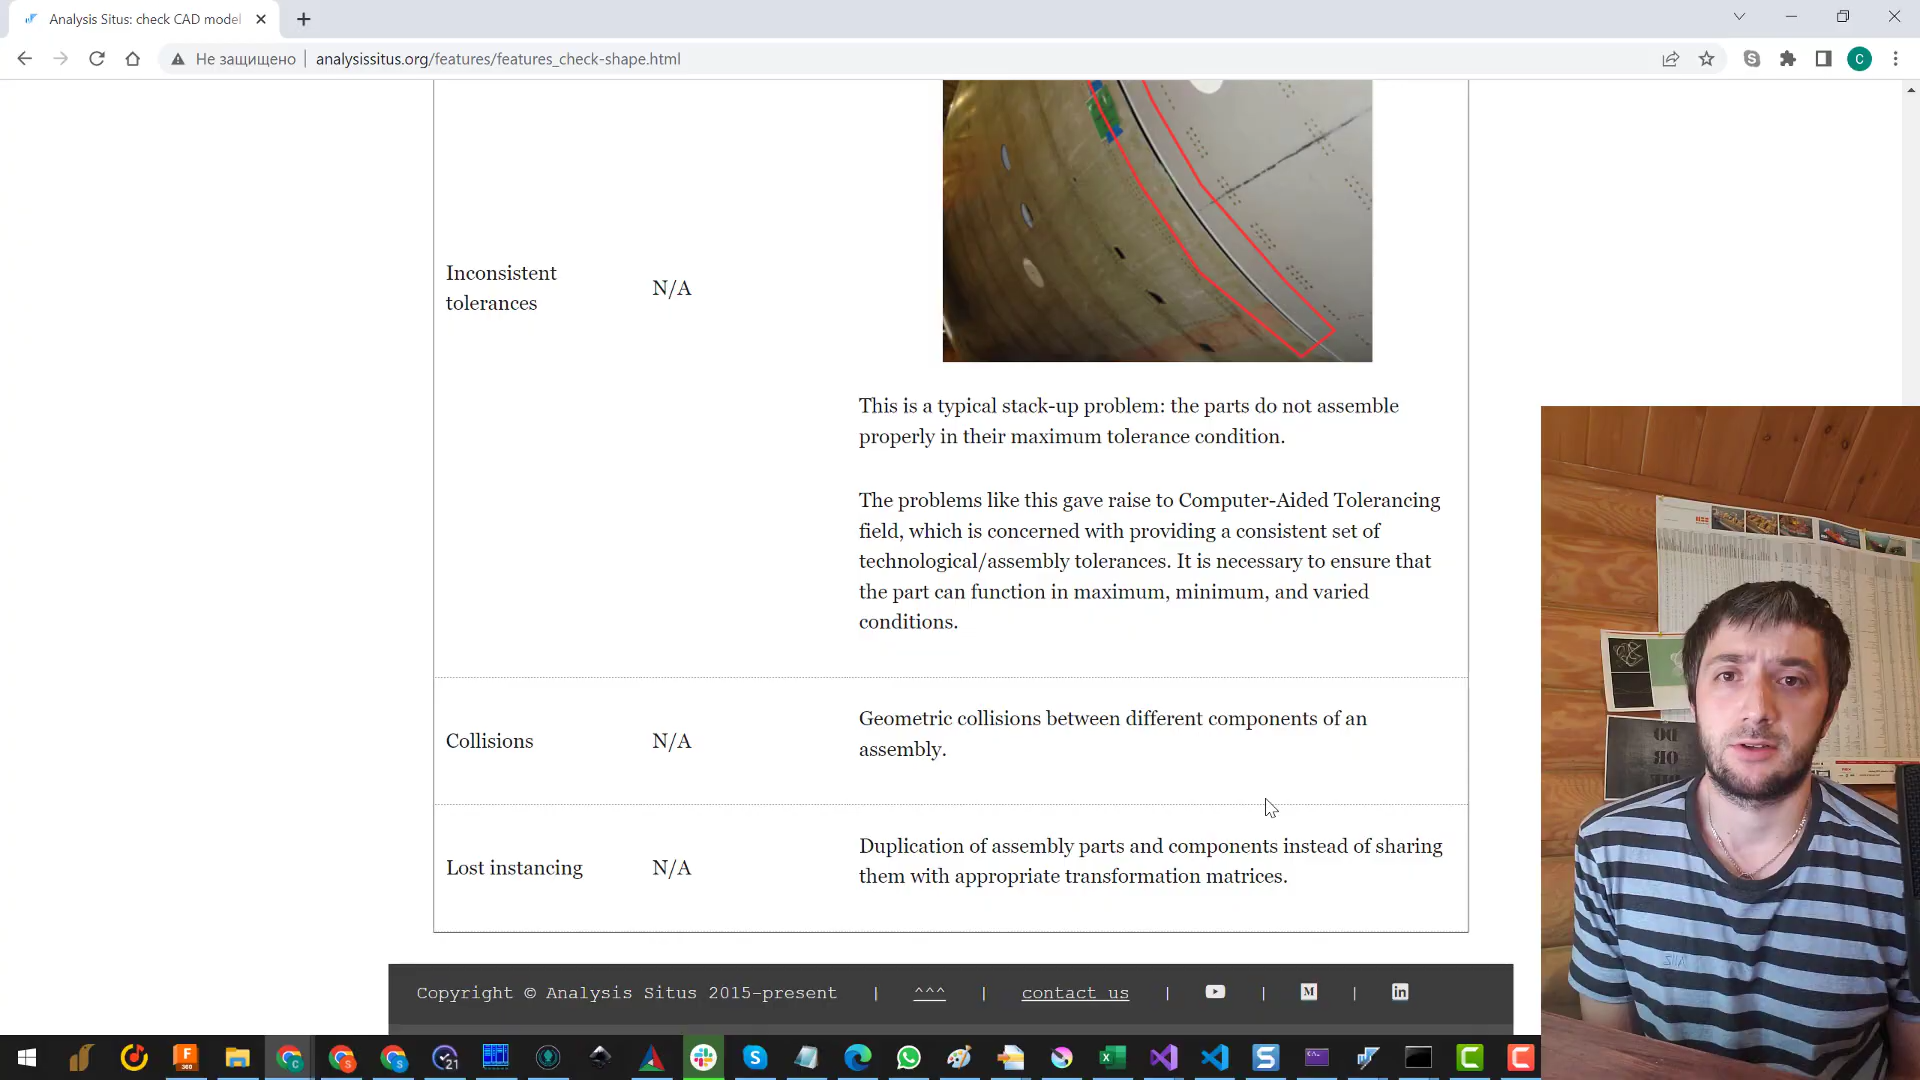 Analysis Situs: check CAD model
Не защищено
analysissitus.org/features/features_check-shape.html
C
Inconsistent
tolerances
N/A
This is a typical stack-up problem: the parts do not assemble
properly in their maximum tolerance condition.
The problems like this gave raise to Computer-Aided Tolerancing
field, which is concerned with providing a consistent set of
technological/assembly tolerances. It is necessary to ensure that
the part can function in maximum, minimum, and varied
conditions.
Collisions
N/A
Geometric collisions between different components of an
assembly.
Lost instancing
N/A
Duplication of assembly parts and components instead of sharing
them with appropriate transformation matrices.
Copyright © Analysis Situs 2015-present | ^^^ | contact us | | |
DO
OR